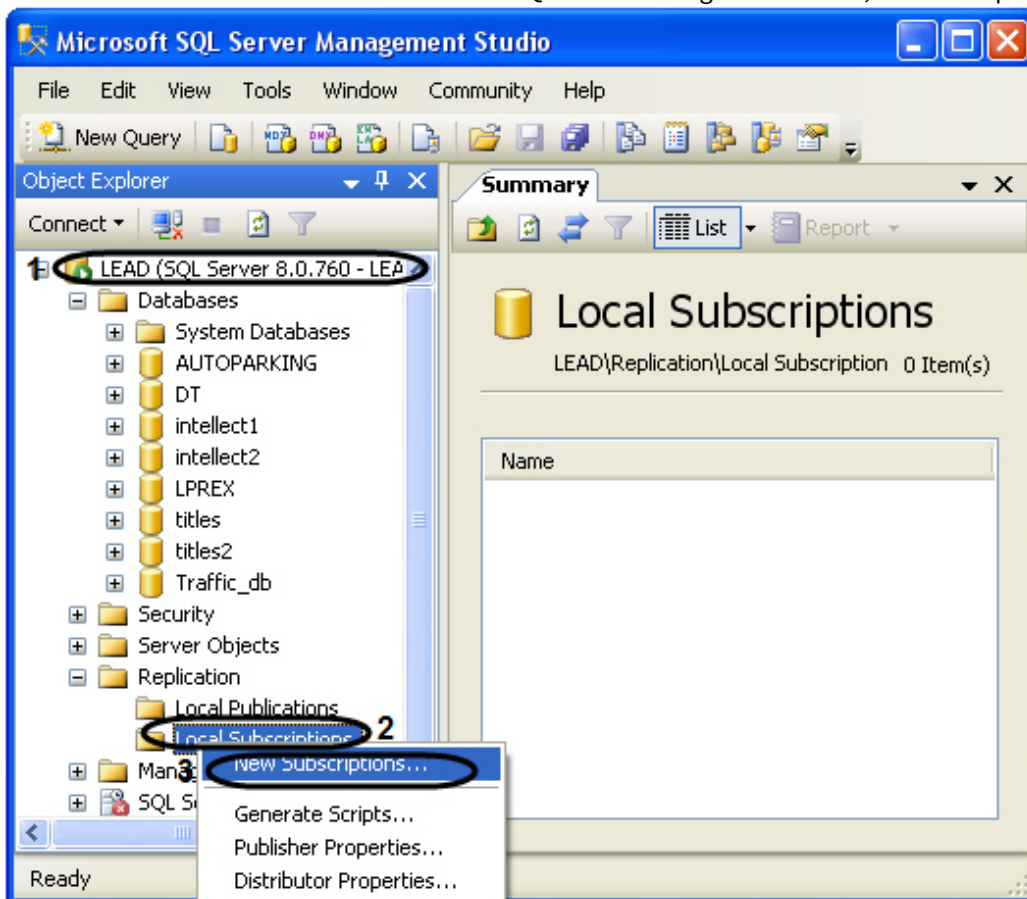 Microsoft SQL Server Management Studio
File Edit View Tools Window Community Help
New Query
Object Explorer
Connect
1 LEAD (SQL Server 8.0.760 - LEA
Databases
System Databases
AUTOPARKING
DT
intellect1
intellect2
LPREX
titles
titles2
Traffic_db
Security
Server Objects
Replication
Local Publications
Local Subscriptions 2
3 New Subscriptions...
Generate Scripts...
Publisher Properties...
Distributor Properties...
SQL S
Ready
Summary
List Report
Local Subscriptions
LEAD\Replication\Local Subscription 0 Item(s)
Name